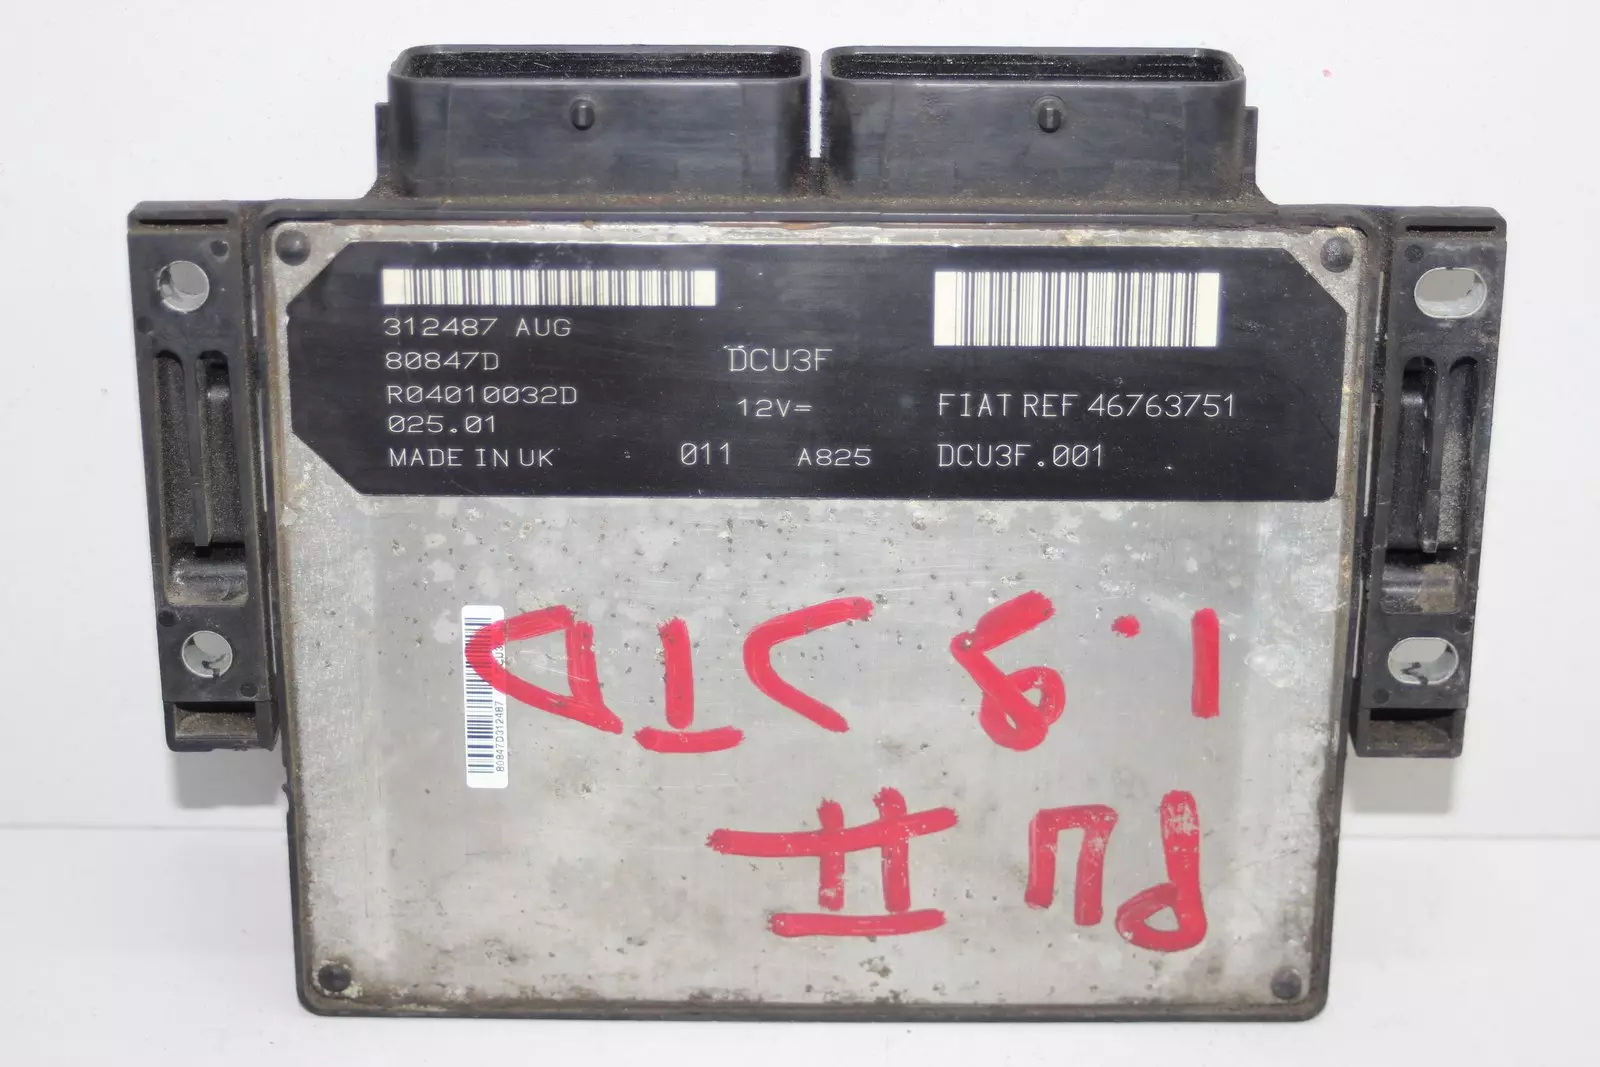 312487 AUG
80847D
R04010032D
025.01
MADE IN UK
DCU3F
12V=
011 A825
FIAT REF 46763751
DCU3F.001
80847D312487
PU II
1.9 JTD